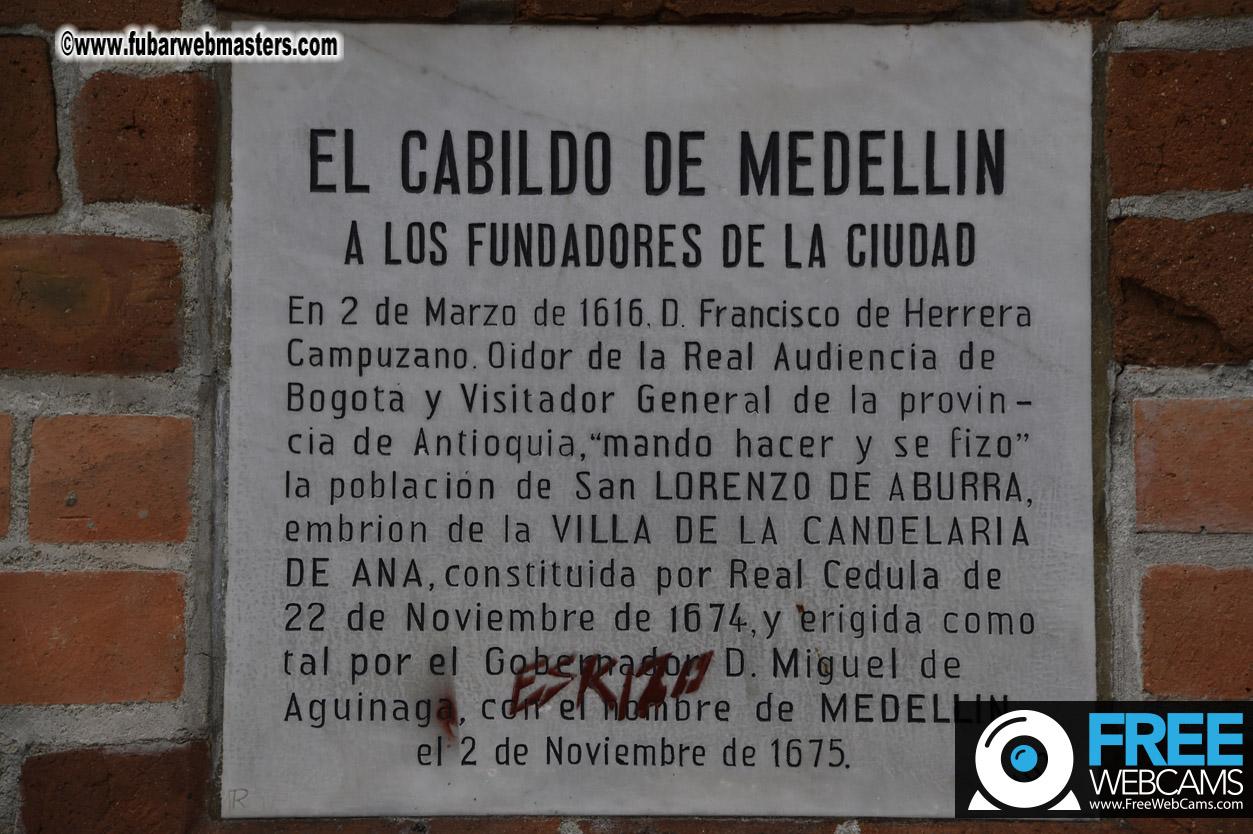 ©www.fubarwebmasters.com
EL CABILDO DE MEDELLIN
A LOS FUNDADORES DE LA CIUDAD
En 2 de Marzo de 1616. D. Francisco de Herrera
Campuzano. Oidor de la Real Audiencia de
Bogotá y Visitador General de la provin-
cia de Antioquia, “mando hacer y se fizo”
la población de San LORENZO DE ABURRA,
embrion de la VILLA DE LA CANDELARIA
DE ANA, constituida por Real Cedula de
22 de Noviembre de 1674, y erigida como
tal por el Gobernador D. Miguel de
Aguinaga, con el nombre de MEDELLIN
el 2 de Noviembre de 1675.
R
FREE
WEBCAMS
www.FreeWebCams.com